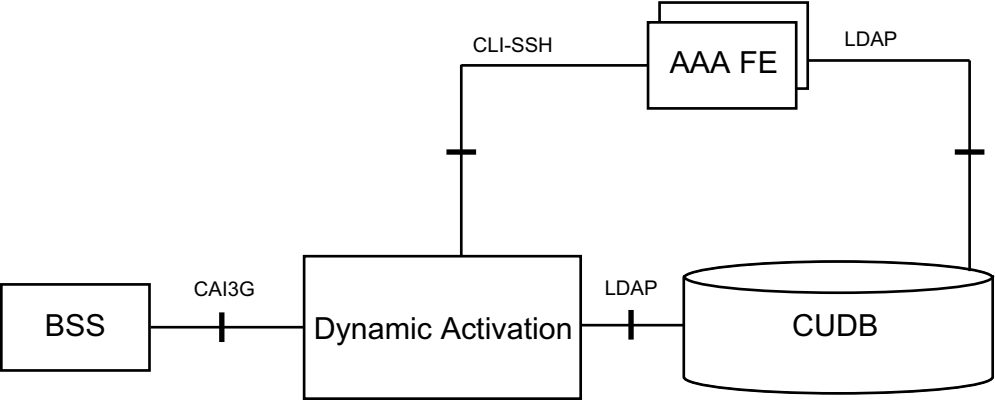 CLI-SSH
AAA FE
LDAP
BSS
CAI3G
Dynamic Activation
LDAP
CUDB